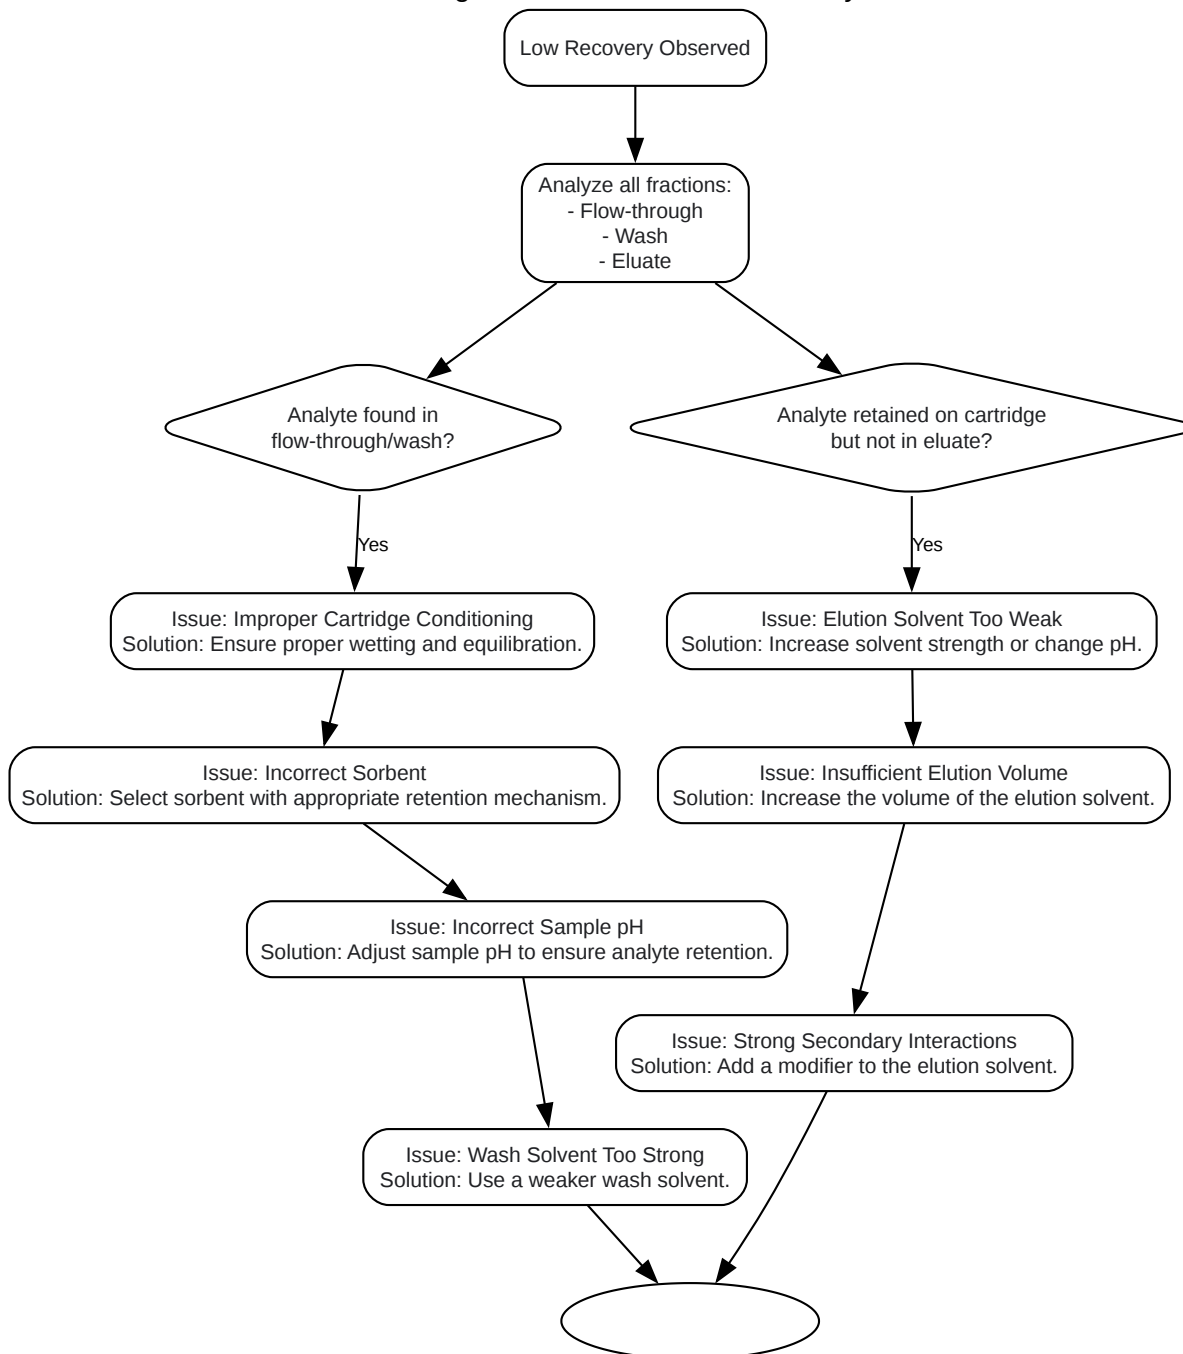 Low Recovery Observed
Analyze all fractions:
- Flow-through
- Wash
- Eluate
Analyte found in
flow-through/wash?
Analyte retained on cartridge
but not in eluate?
Yes
Yes
Issue: Improper Cartridge Conditioning
Solution: Ensure proper wetting and equilibration.
Issue: Elution Solvent Too Weak
Solution: Increase solvent strength or change pH.
Issue: Incorrect Sorbent
Solution: Select sorbent with appropriate retention mechanism.
Issue: Insufficient Elution Volume
Solution: Increase the volume of the elution solvent.
Issue: Incorrect Sample pH
Solution: Adjust sample pH to ensure analyte retention.
Issue: Strong Secondary Interactions
Solution: Add a modifier to the elution solvent.
Issue: Wash Solvent Too Strong
Solution: Use a weaker wash solvent.